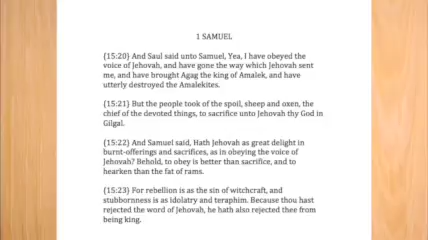 1 SAMUEL
{15:20} And Saul said unto Samuel, Yea, I have obeyed the
voice of Jehovah, and have gone the way which Jehovah sent
me, and have brought Agag the king of Amalek, and have
utterly destroyed the Amalekites.
{15:21} But the people took of the spoil, sheep and oxen, the
chief of the devoted things, to sacrifice unto Jehovah thy God in
Gilgal.
{15:22} And Samuel said, Hath Jehovah as great delight in
burnt-offerings and sacrifices, as in obeying the voice of
Jehovah? Behold, to obey is better than sacrifice, and to
hearken than the fat of rams.
{15:23} For rebellion is as the sin of witchcraft, and
stubbornness is as idolatry and teraphim. Because thou hast
rejected the word of Jehovah, he hath also rejected thee from
being king.